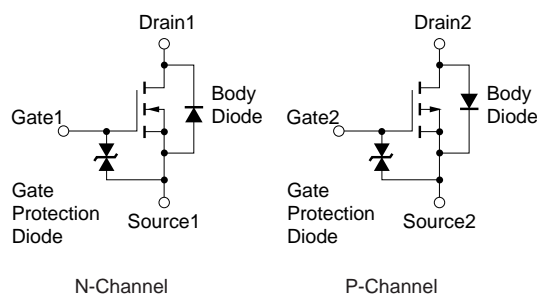 Drain1
Body
Diode
Gate1
Gate
Protection
Diode
Source1
N-Channel
Drain2
Body
Diode
Gate2
Gate
Protection
Diode
Source2
P-Channel